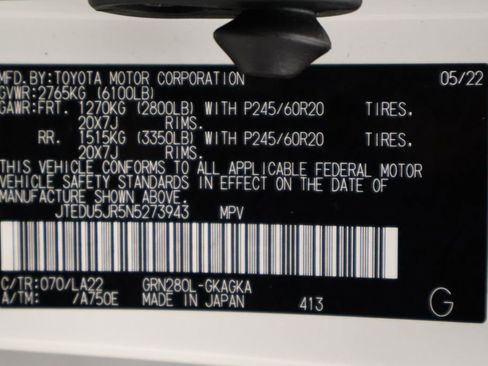 MFD.BY:TOYOTA MOTOR CORPORATION 05/22
GVWR:2765KG (6100LB)
GAWR:FRT. 1270KG (2800LB) WITH P245/60R20 TIRES,
20X7J RIMS.
RR. 1515KG (3350LB) WITH P245/60R20 TIRES,
20X7J RIMS.
THIS VEHICLE CONFORMS TO ALL APPLICABLE FEDERAL MOTOR
VEHICLE SAFETY STANDARDS IN EFFECT ON THE DATE OF
MANUFACTURE SHOWN ABOVE.
JTEDU5JR5N5273943 MPV
C/TR:070/LA22 GRN280L-GKAGKA
A/TM: /A750E MADE IN JAPAN 413 G